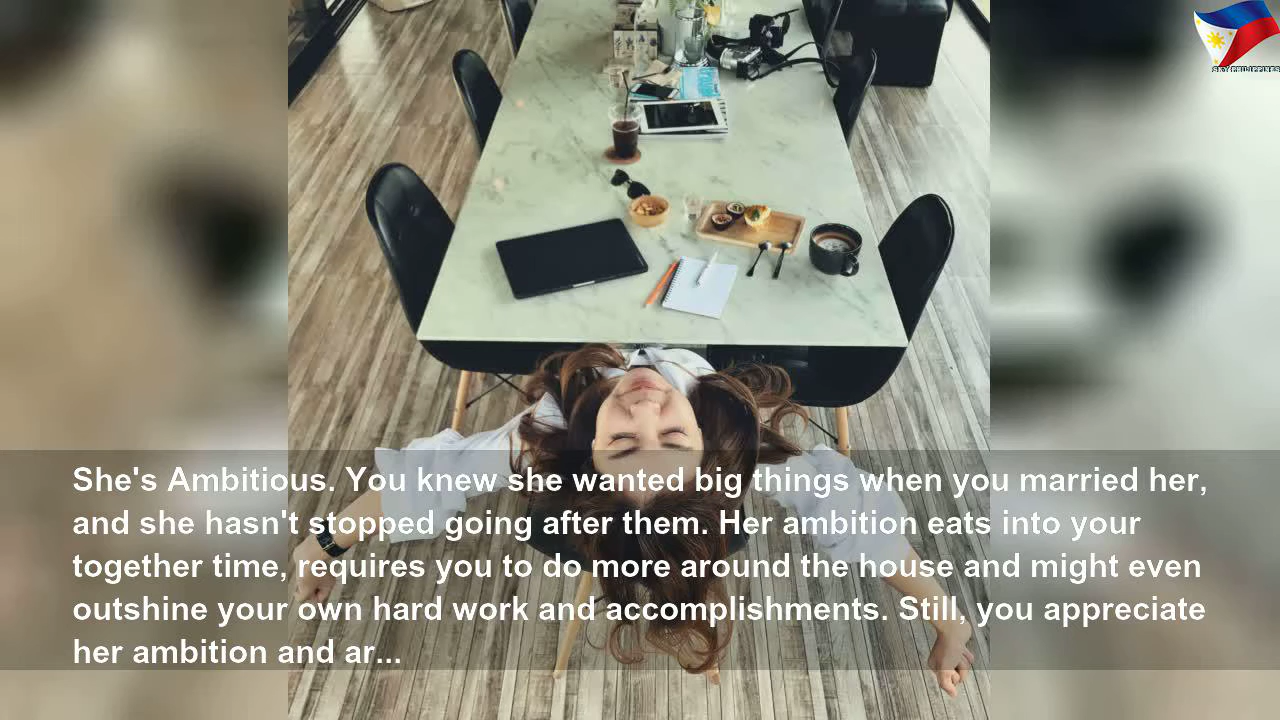 SKY PHILIPPINES
She's Ambitious. You knew she wanted big things when you married her,
and she hasn't stopped going after them. Her ambition eats into your
together time, requires you to do more around the house and might even
outshine your own hard work and accomplishments. Still, you appreciate
her ambition and ar...